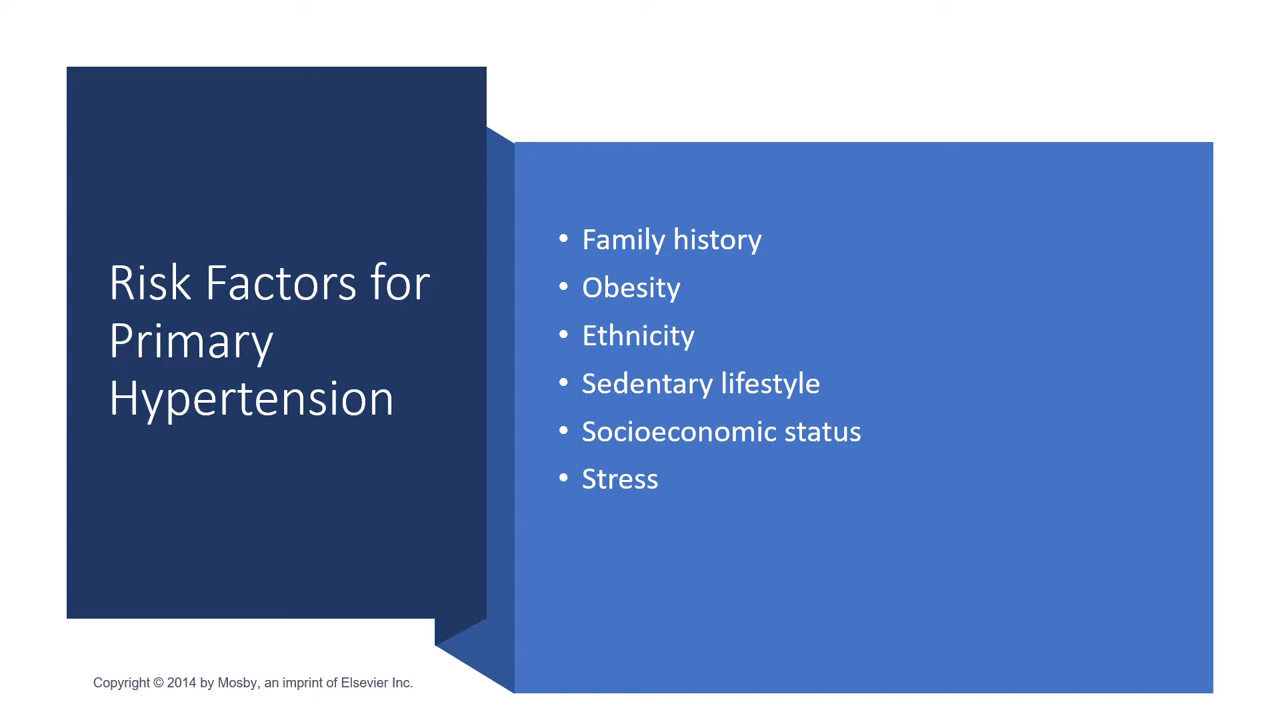 Risk Factors for
Primary
Hypertension
• Family history
• Obesity
• Ethnicity
• Sedentary lifestyle
• Socioeconomic status
• Stress
Copyright © 2014 by Mosby, an imprint of Elsevier Inc.